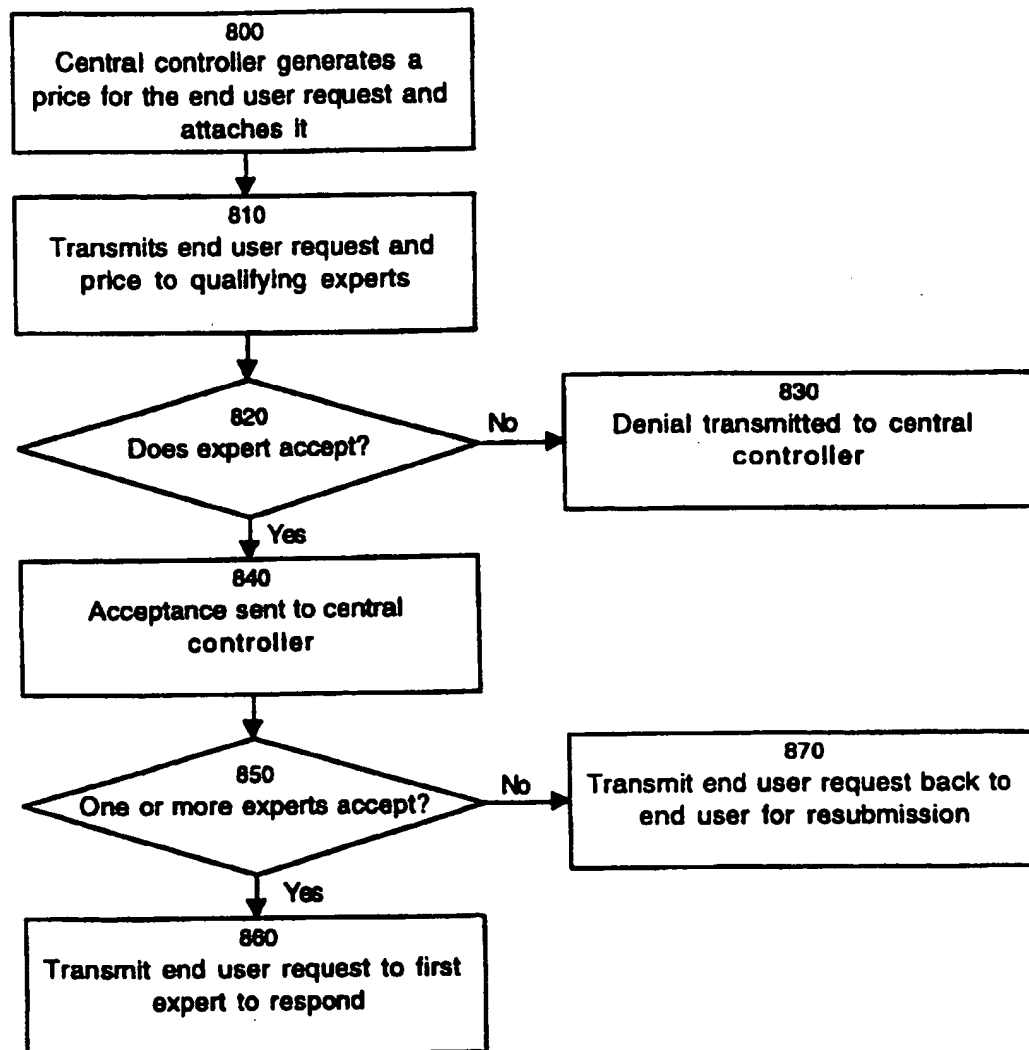 800
Central controller generates a
price for the end user request and
attaches it
810
Transmits end user request and
price to qualifying experts
820
Does expert accept?
No
830
Denial transmitted to central
controller
Yes
840
Acceptance sent to central
controller
850
One or more experts accept?
No
870
Transmit end user request back to
end user for resubmission
Yes
860
Transmit end user request to first
expert to respond